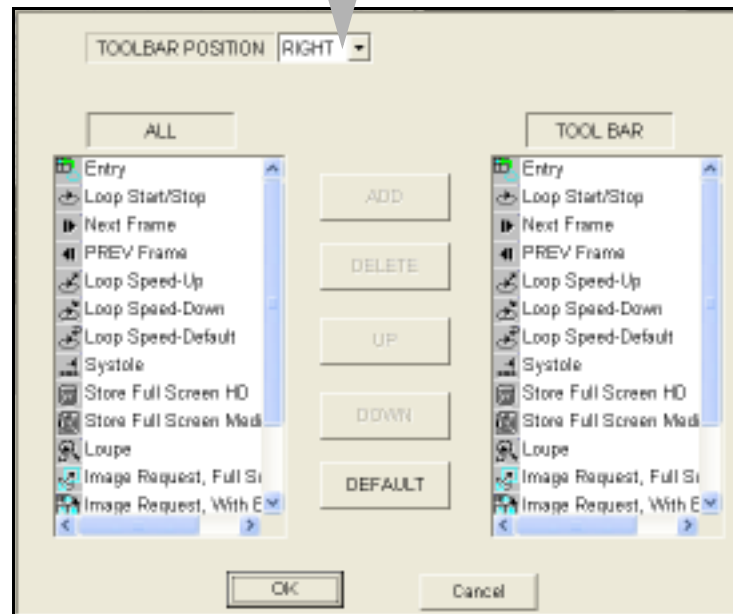 TOOLBAR POSITION RIGHT
ALL
TOOL BAR
Entry
Loop Start/Stop
Next Frame
PREV Frame
Loop Speed-Up
Loop Speed-Down
Loop Speed-Default
Systole
Store Full Screen HD
Store Full Screen Medi
Loupe
Image Request, Full S
Image Request, With E
ADD
DELETE
UP
DOWN
DEFAULT
Entry
Loop Start/Stop
Next Frame
PREV Frame
Loop Speed-Up
Loop Speed-Down
Loop Speed-Default
Systole
Store Full Screen HD
Store Full Screen Medi
Loupe
Image Request, Full S
Image Request, With E
OK
Cancel